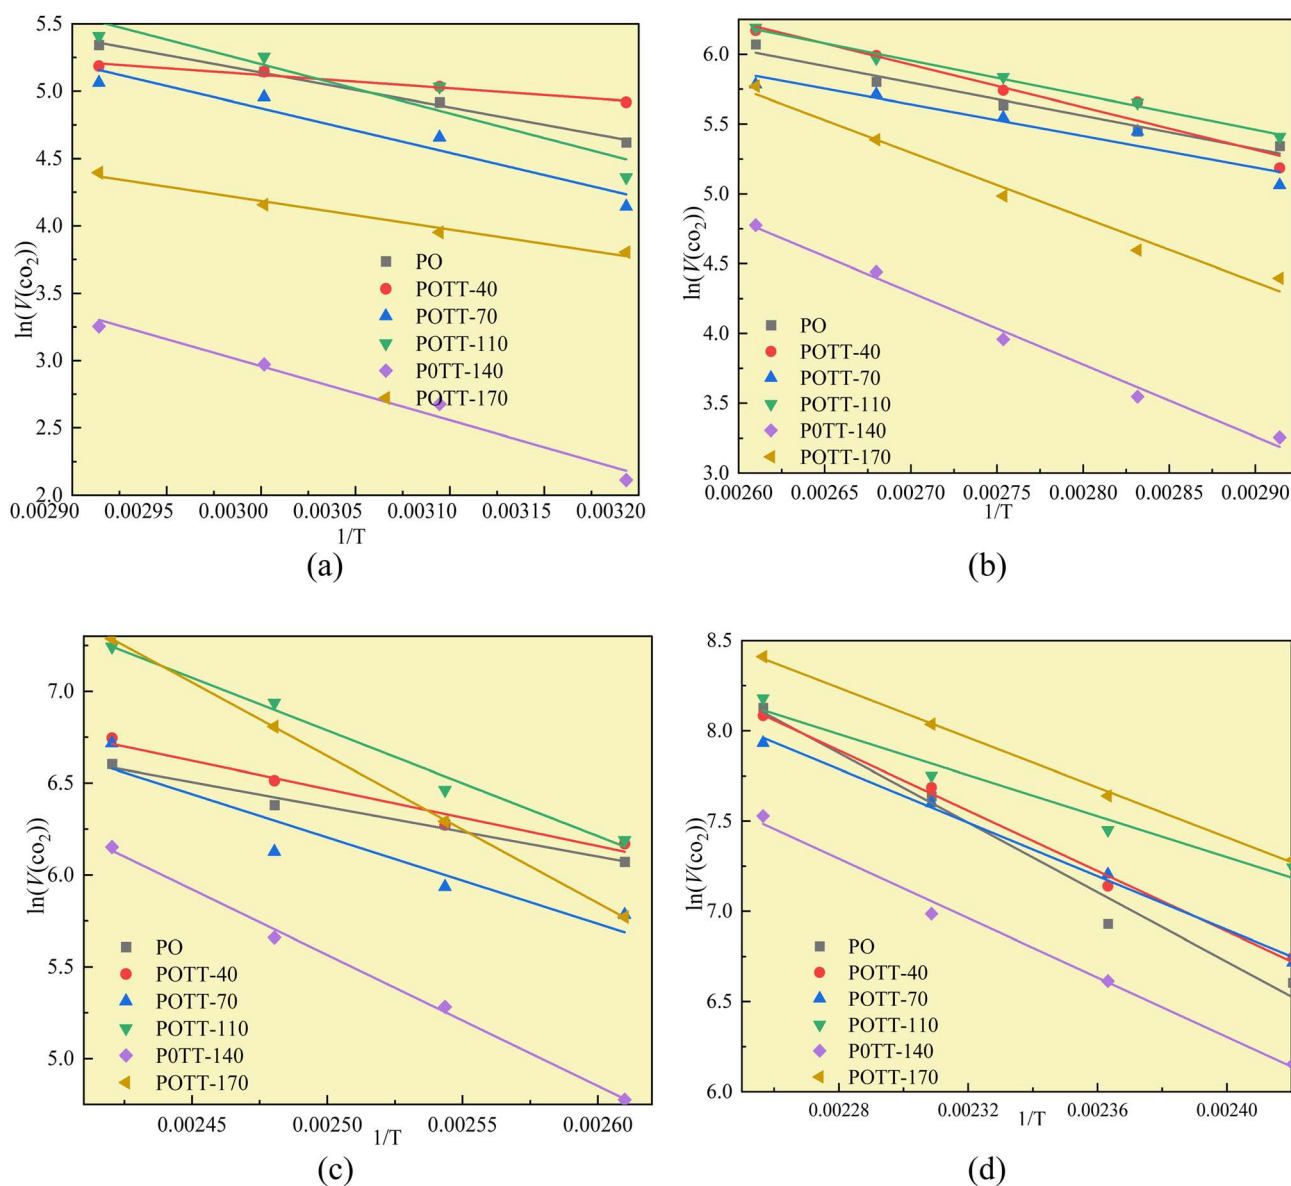 5.5
5.0
4.5
4.0
3.5
3.0
2.5
2.0
ln(V(co₂))
PO
POTT-40
POTT-70
POTT-110
P0TT-140
POTT-170
0.00290 0.00295 0.00300 0.00305 0.00310 0.00315 0.00320
1/T
(a)
6.0
5.5
5.0
4.5
4.0
3.5
3.0
ln(V(co₂))
PO
POTT-40
POTT-70
POTT-110
P0TT-140
POTT-170
0.00260 0.00265 0.00270 0.00275 0.00280 0.00285 0.00290
1/T
(b)
7.0
6.5
6.0
5.5
5.0
ln(V(co₂))
PO
POTT-40
POTT-70
POTT-110
P0TT-140
POTT-170
0.00245 0.00250 0.00255 0.00260
1/T
(c)
8.5
8.0
7.5
7.0
6.5
6.0
ln(V(co₂))
PO
POTT-40
POTT-70
POTT-110
P0TT-140
POTT-170
0.00228 0.00232 0.00236 0.00240
1/T
(d)